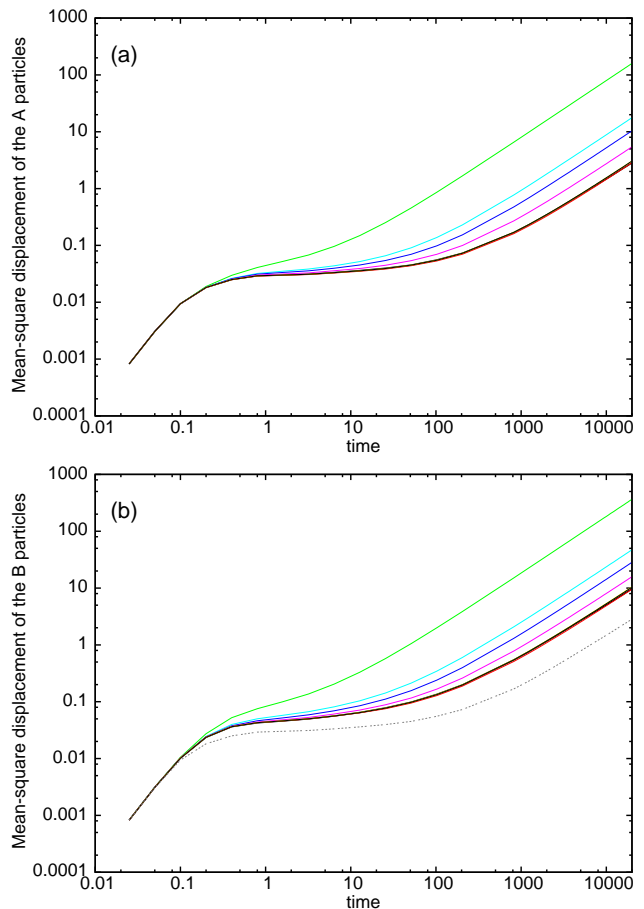 1000
(a)
100
10
1
0.1
0.01
0.001
0.0001
Mean-square displacement of the A particles
0.01 0.1 1 10 100 1000 10000
time
1000
(b)
100
10
1
0.1
0.01
0.001
0.0001
Mean-square displacement of the B particles
0.01 0.1 1 10 100 1000 10000
time